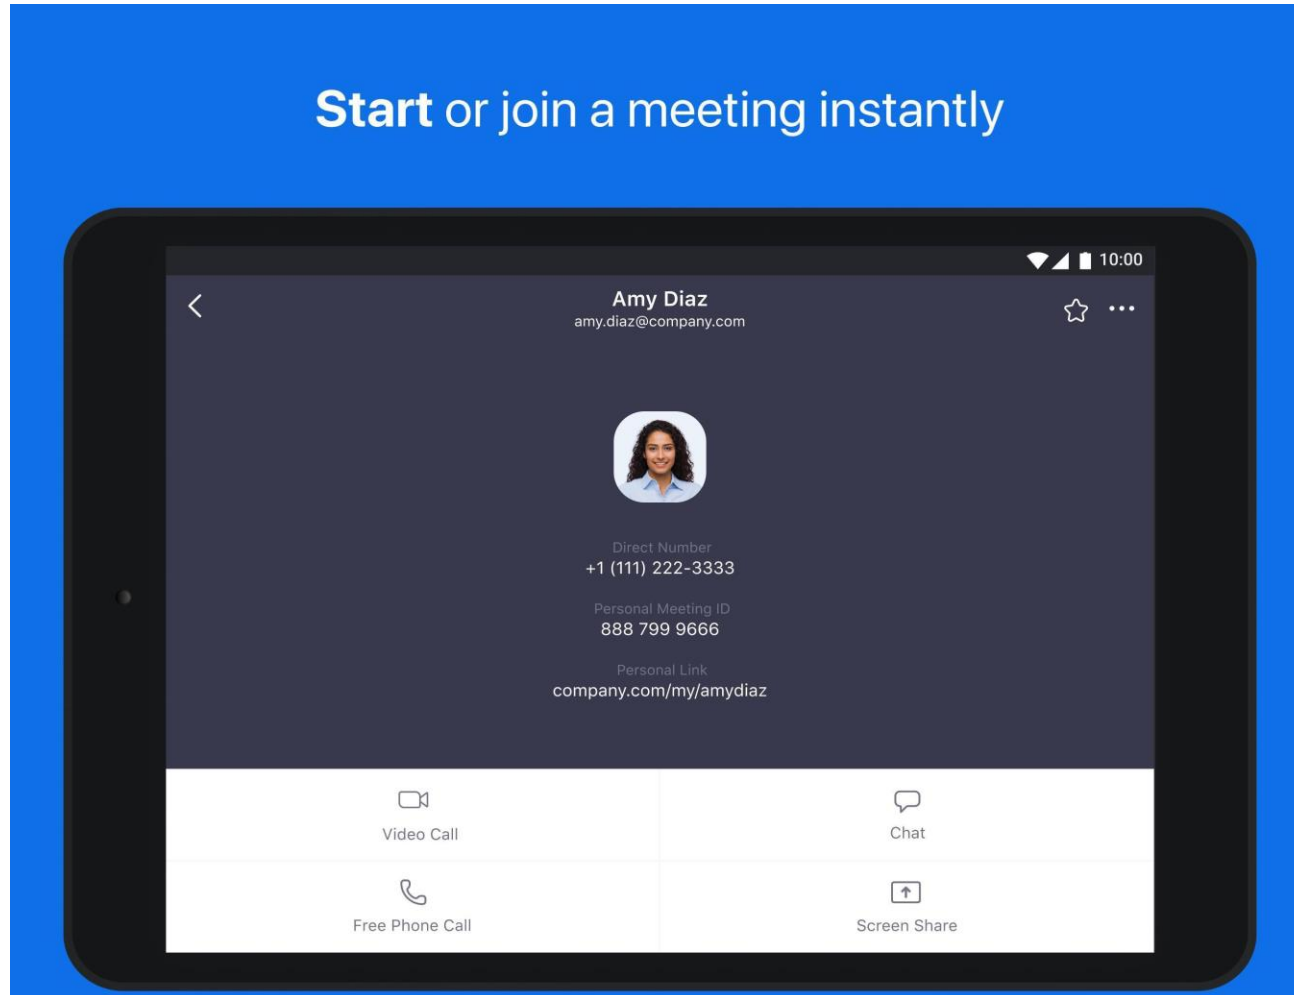 Start or join a meeting instantly
10:00
Amy Diaz
amy.diaz@company.com
Direct Number
+1 (111) 222-3333
Personal Meeting ID
888 799 9666
Personal Link
company.com/my/amydiaz
Video Call
Chat
Free Phone Call
Screen Share